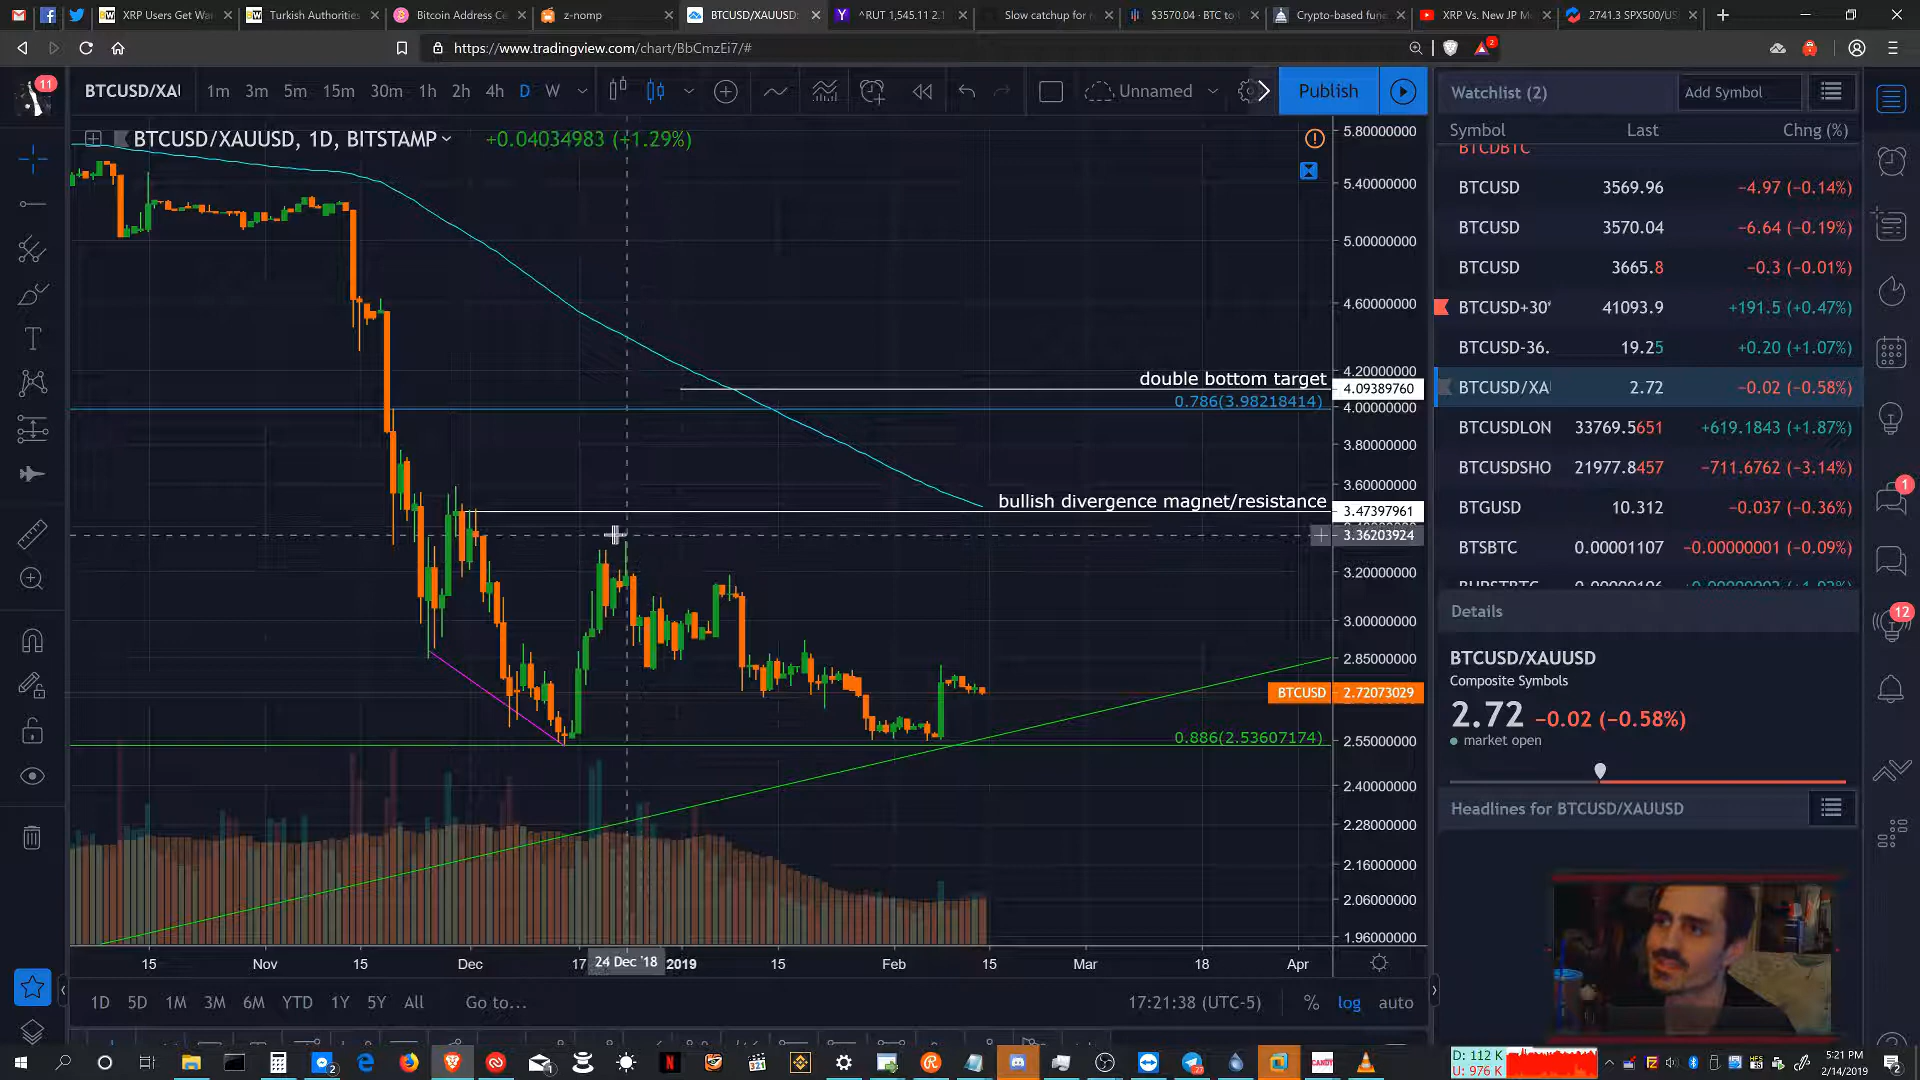 XRP Users Get Wa
Turkish Authorities
Bitcoin Address Ce
z-nomp
BTCUSD/XAUUSD:
^RUT 1,545.11 2.1
Slow catchup for n
$3570.04 · BTC to
Crypto-based fun
XRP Vs. New JP M
2741.3 SPX500/US
https://www.tradingview.com/chart/BbCmzEi7/#
2
11
BTCUSD/XAU
1m 3m 5m 15m 30m 1h 2h 4h D W
Unnamed
Publish
Watchlist (2)
Add Symbol
BTCUSD/XAUUSD, 1D, BITSTAMP
+0.04034983 (+1.29%)
Symbol Last Chng (%)
BTCDBTC
BTCUSD 3569.96 −4.97 (−0.14%)
BTCUSD 3570.04 −6.64 (−0.19%)
BTCUSD 3665.8 −0.3 (−0.01%)
BTCUSD+30' 41093.9 +191.5 (+0.47%)
BTCUSD-36. 19.25 +0.20 (+1.07%)
BTCUSD/XA 2.72 −0.02 (−0.58%)
BTCUSDLON 33769.5651 +619.1843 (+1.87%)
BTCUSDSHO 21977.8457 −711.6762 (−3.14%)
BTGUSD 10.312 −0.037 (−0.36%)
BTSBTC 0.00001107 −0.00000001 (−0.09%)
5.80000000
5.40000000
5.00000000
4.60000000
4.20000000
double bottom target
4.09389760
0.786(3.98218414)
4.00000000
3.80000000
3.60000000
bullish divergence magnet/resistance
3.47397961
3.36203924
3.20000000
3.00000000
2.85000000
BTCUSD 2.72073029
0.886(2.53607174)
2.55000000
2.40000000
2.28000000
2.16000000
2.06000000
1.96000000
15 Nov 15 Dec 17 24 Dec '18 2019 15 Feb 15 Mar 18 Apr
1D 5D 1M 3M 6M YTD 1Y 5Y All
Go to...
17:21:38 (UTC-5)
% log auto
Details
BTCUSD/XAUUSD
Composite Symbols
2.72 −0.02 (−0.58%)
market open
Headlines for BTCUSD/XAUUSD
1
12
D: 112 K
U: 976 K
5:21 PM
2/14/2019
2